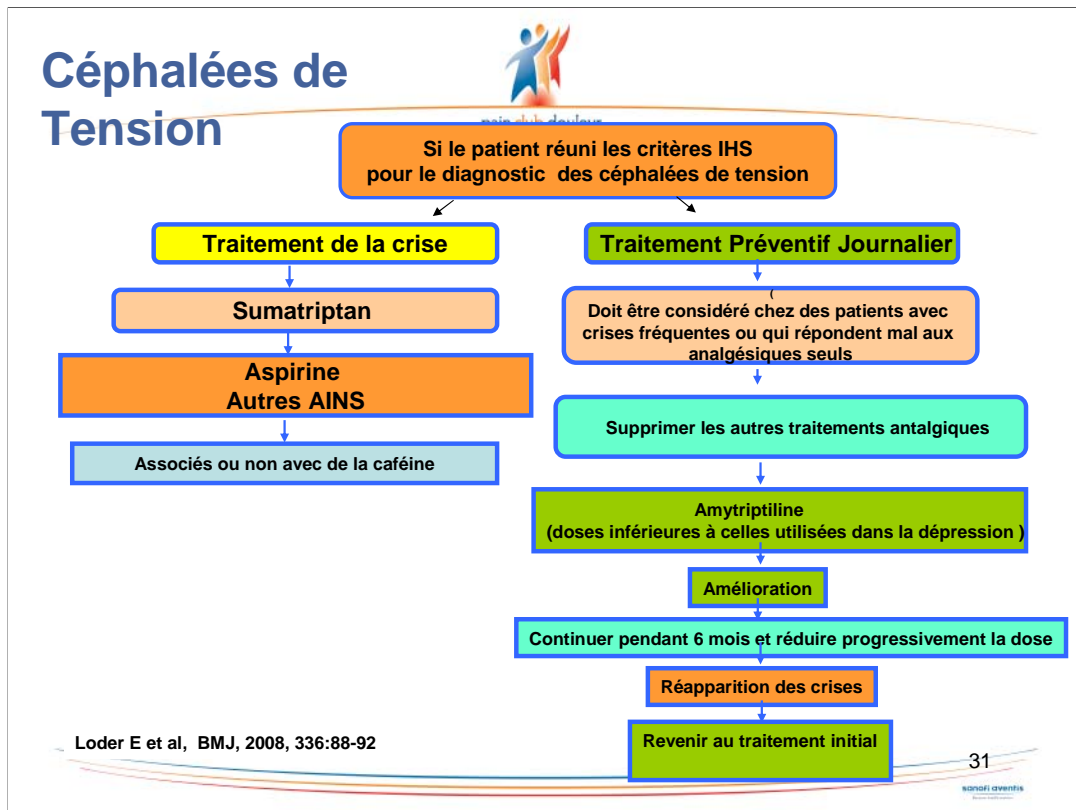 Céphalées de
Tension
pain club douleur
Si le patient réuni les critères IHS
pour le diagnostic des céphalées de tension
Traitement de la crise
Sumatriptan
Aspirine
Autres AINS
Associés ou non avec de la caféine
Traitement Préventif Journalier
(
Doit être considéré chez des patients avec
crises fréquentes ou qui répondent mal aux
analgésiques seuls
Supprimer les autres traitements antalgiques
Amytriptiline
(doses inférieures à celles utilisées dans la dépression )
Amélioration
Continuer pendant 6 mois et réduire progressivement la dose
Réapparition des crises
Revenir au traitement initial
Loder E et al, BMJ, 2008, 336:88-92
31
sanofi aventis